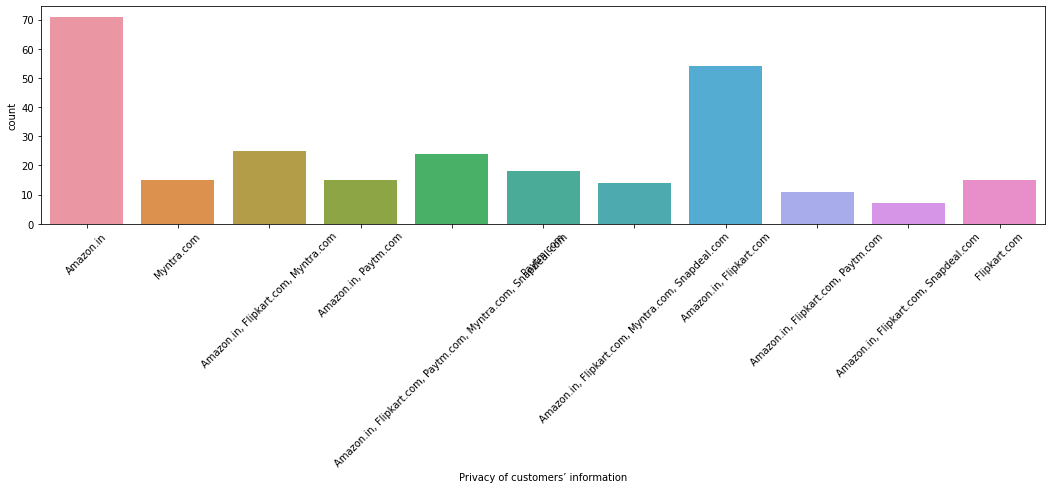 70
60
50
40
30
20
10
0
count
Amazon.in
Myntra.com
Amazon.in, Flipkart.com, Myntra.com
Amazon.in, Paytm.com
Amazon.in, Flipkart.com, Paytm.com, Myntra.com, Snapdeal.com
Paytm.com
Amazon.in, Flipkart.com, Myntra.com, Snapdeal.com
Amazon.in, Flipkart.com
Amazon.in, Flipkart.com, Paytm.com
Amazon.in, Flipkart.com, Snapdeal.com
Flipkart.com
Privacy of customers’ information